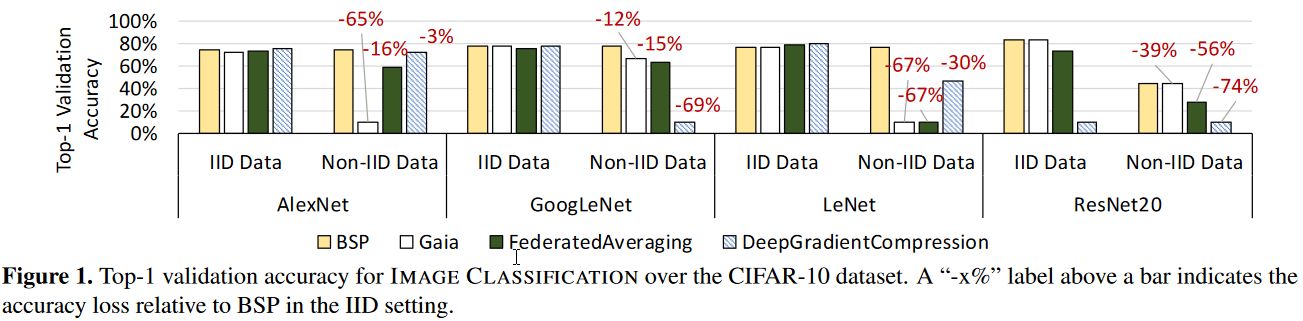 Top-1 Validation
Accuracy
100%
80%
60%
40%
20%
0%
-65%
-16%
-3%
-12%
-15%
-69%
-67%
-67%
-30%
-39%
-56%
-74%
IID Data
Non-IID Data
IID Data
Non-IID Data
IID Data
Non-IID Data
IID Data
Non-IID Data
AlexNet
GoogLeNet
LeNet
ResNet20
BSP
Gaia
FederatedAveraging
DeepGradientCompression
Figure 1. Top-1 validation accuracy for IMAGE CLASSIFICATION over the CIFAR-10 dataset. A “-x%” label above a bar indicates the
accuracy loss relative to BSP in the IID setting.